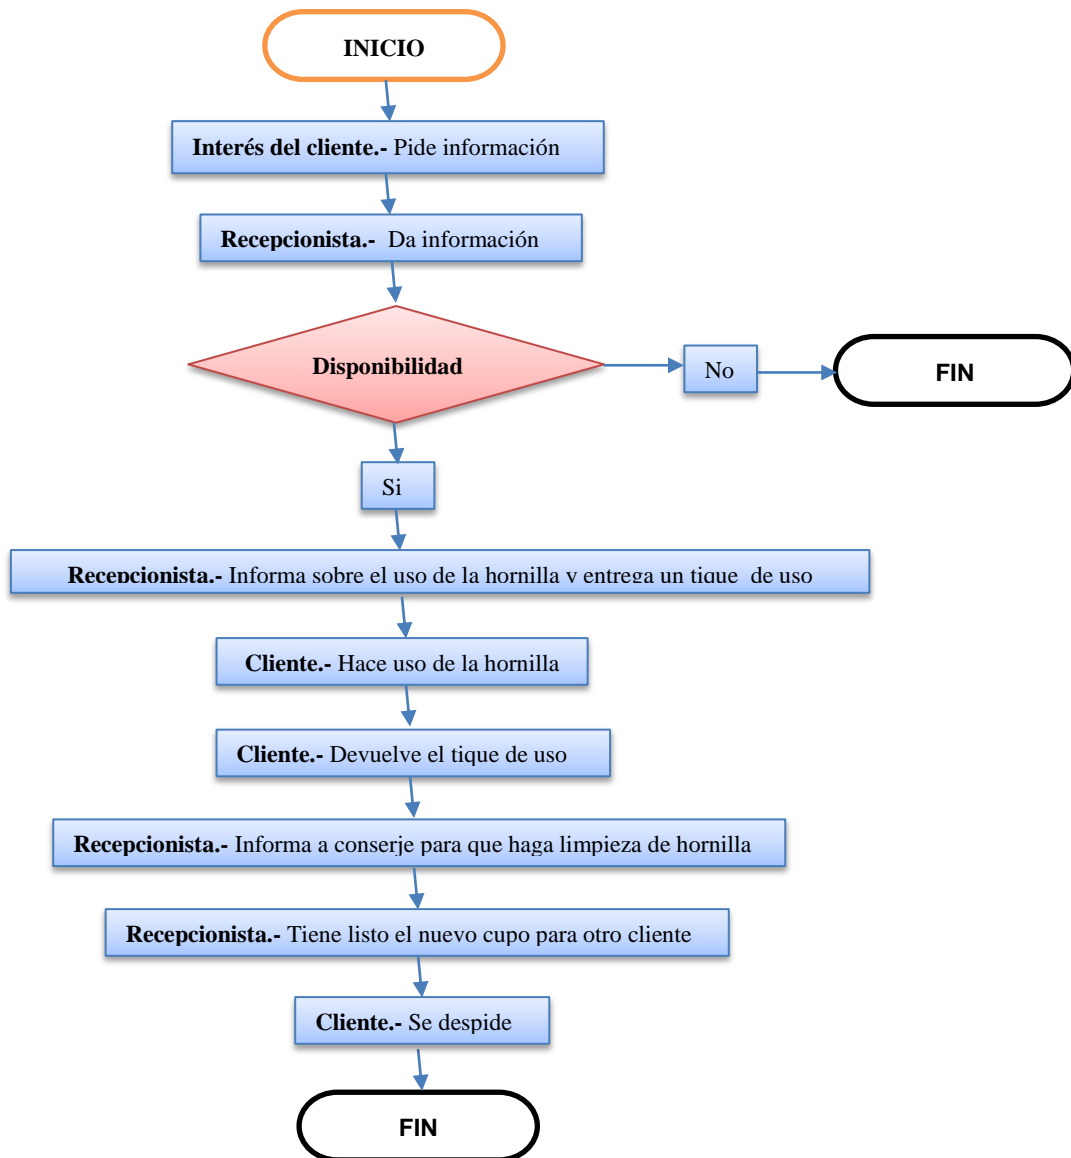 INICIO
Interés del cliente.- Pide información
Recepcionista.- Da información
Disponibilidad
No
FIN
Si
Recepcionista.- Informa sobre el uso de la hornilla y entrega un tique de uso
Cliente.- Hace uso de la hornilla
Cliente.- Devuelve el tique de uso
Recepcionista.- Informa a conserje para que haga limpieza de hornilla
Recepcionista.- Tiene listo el nuevo cupo para otro cliente
Cliente.- Se despide
FIN